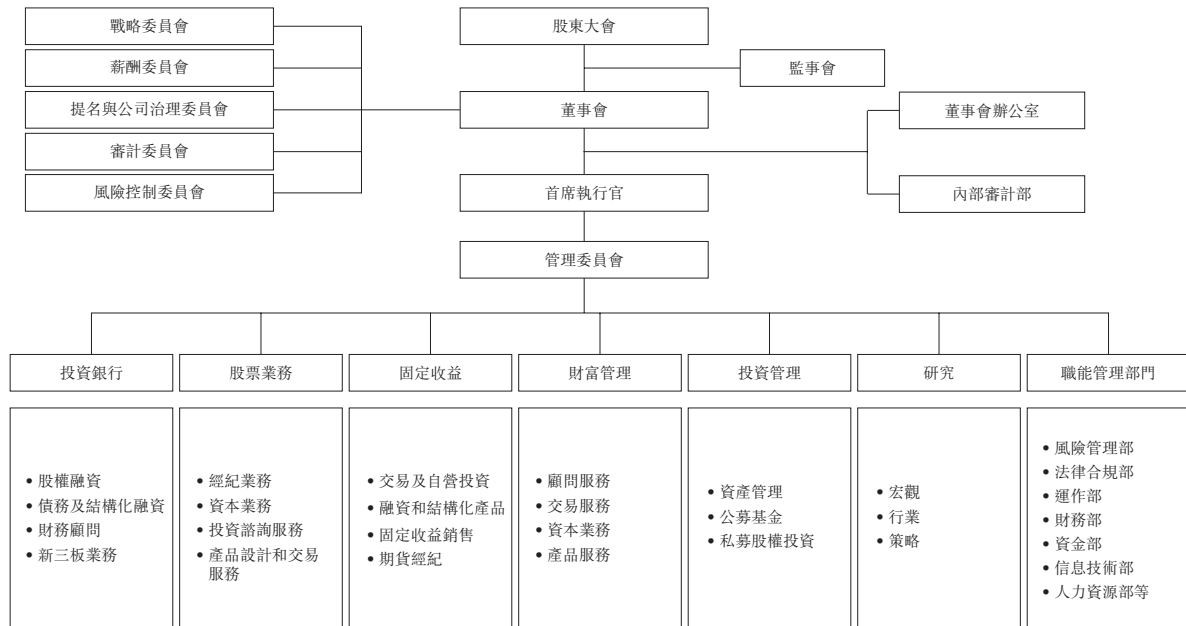 戰略委員會
薪酬委員會
提名與公司治理委員會
審計委員會
風險控制委員會
股東大會
監事會
董事會
董事會辦公室
內部審計部
首席執行官
管理委員會
投資銀行
• 股權融資
• 債務及結構化融資
• 財務顧問
• 新三板業務
股票業務
• 經紀業務
• 資本業務
• 投資諮詢服務
• 產品設計和交易
服務
固定收益
• 交易及自營投資
• 融資和結構化產品
• 固定收益銷售
• 期貨經紀
財富管理
• 顧問服務
• 交易服務
• 資本業務
• 產品服務
投資管理
• 資產管理
• 公募基金
• 私募股權投資
研究
• 宏觀
• 行業
• 策略
職能管理部門
• 風險管理部
• 法律合規部
• 運作部
• 財務部
• 資金部
• 信息技術部
• 人力資源部等